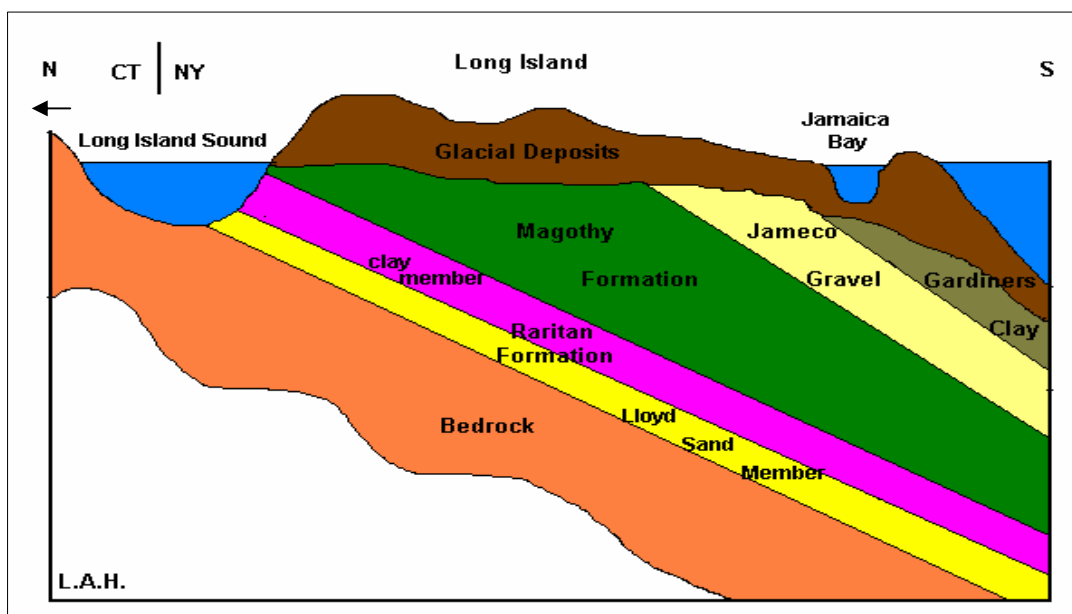 Long Island
N
CT | NY
S
Long Island Sound
Jamaica
Bay
Glacial Deposits
Magothy
Formation
Jameco
Gravel
Gardiners
Clay
clay
member
Raritan
Formation
Lloyd
Sand
Member
Bedrock
L.A.H.